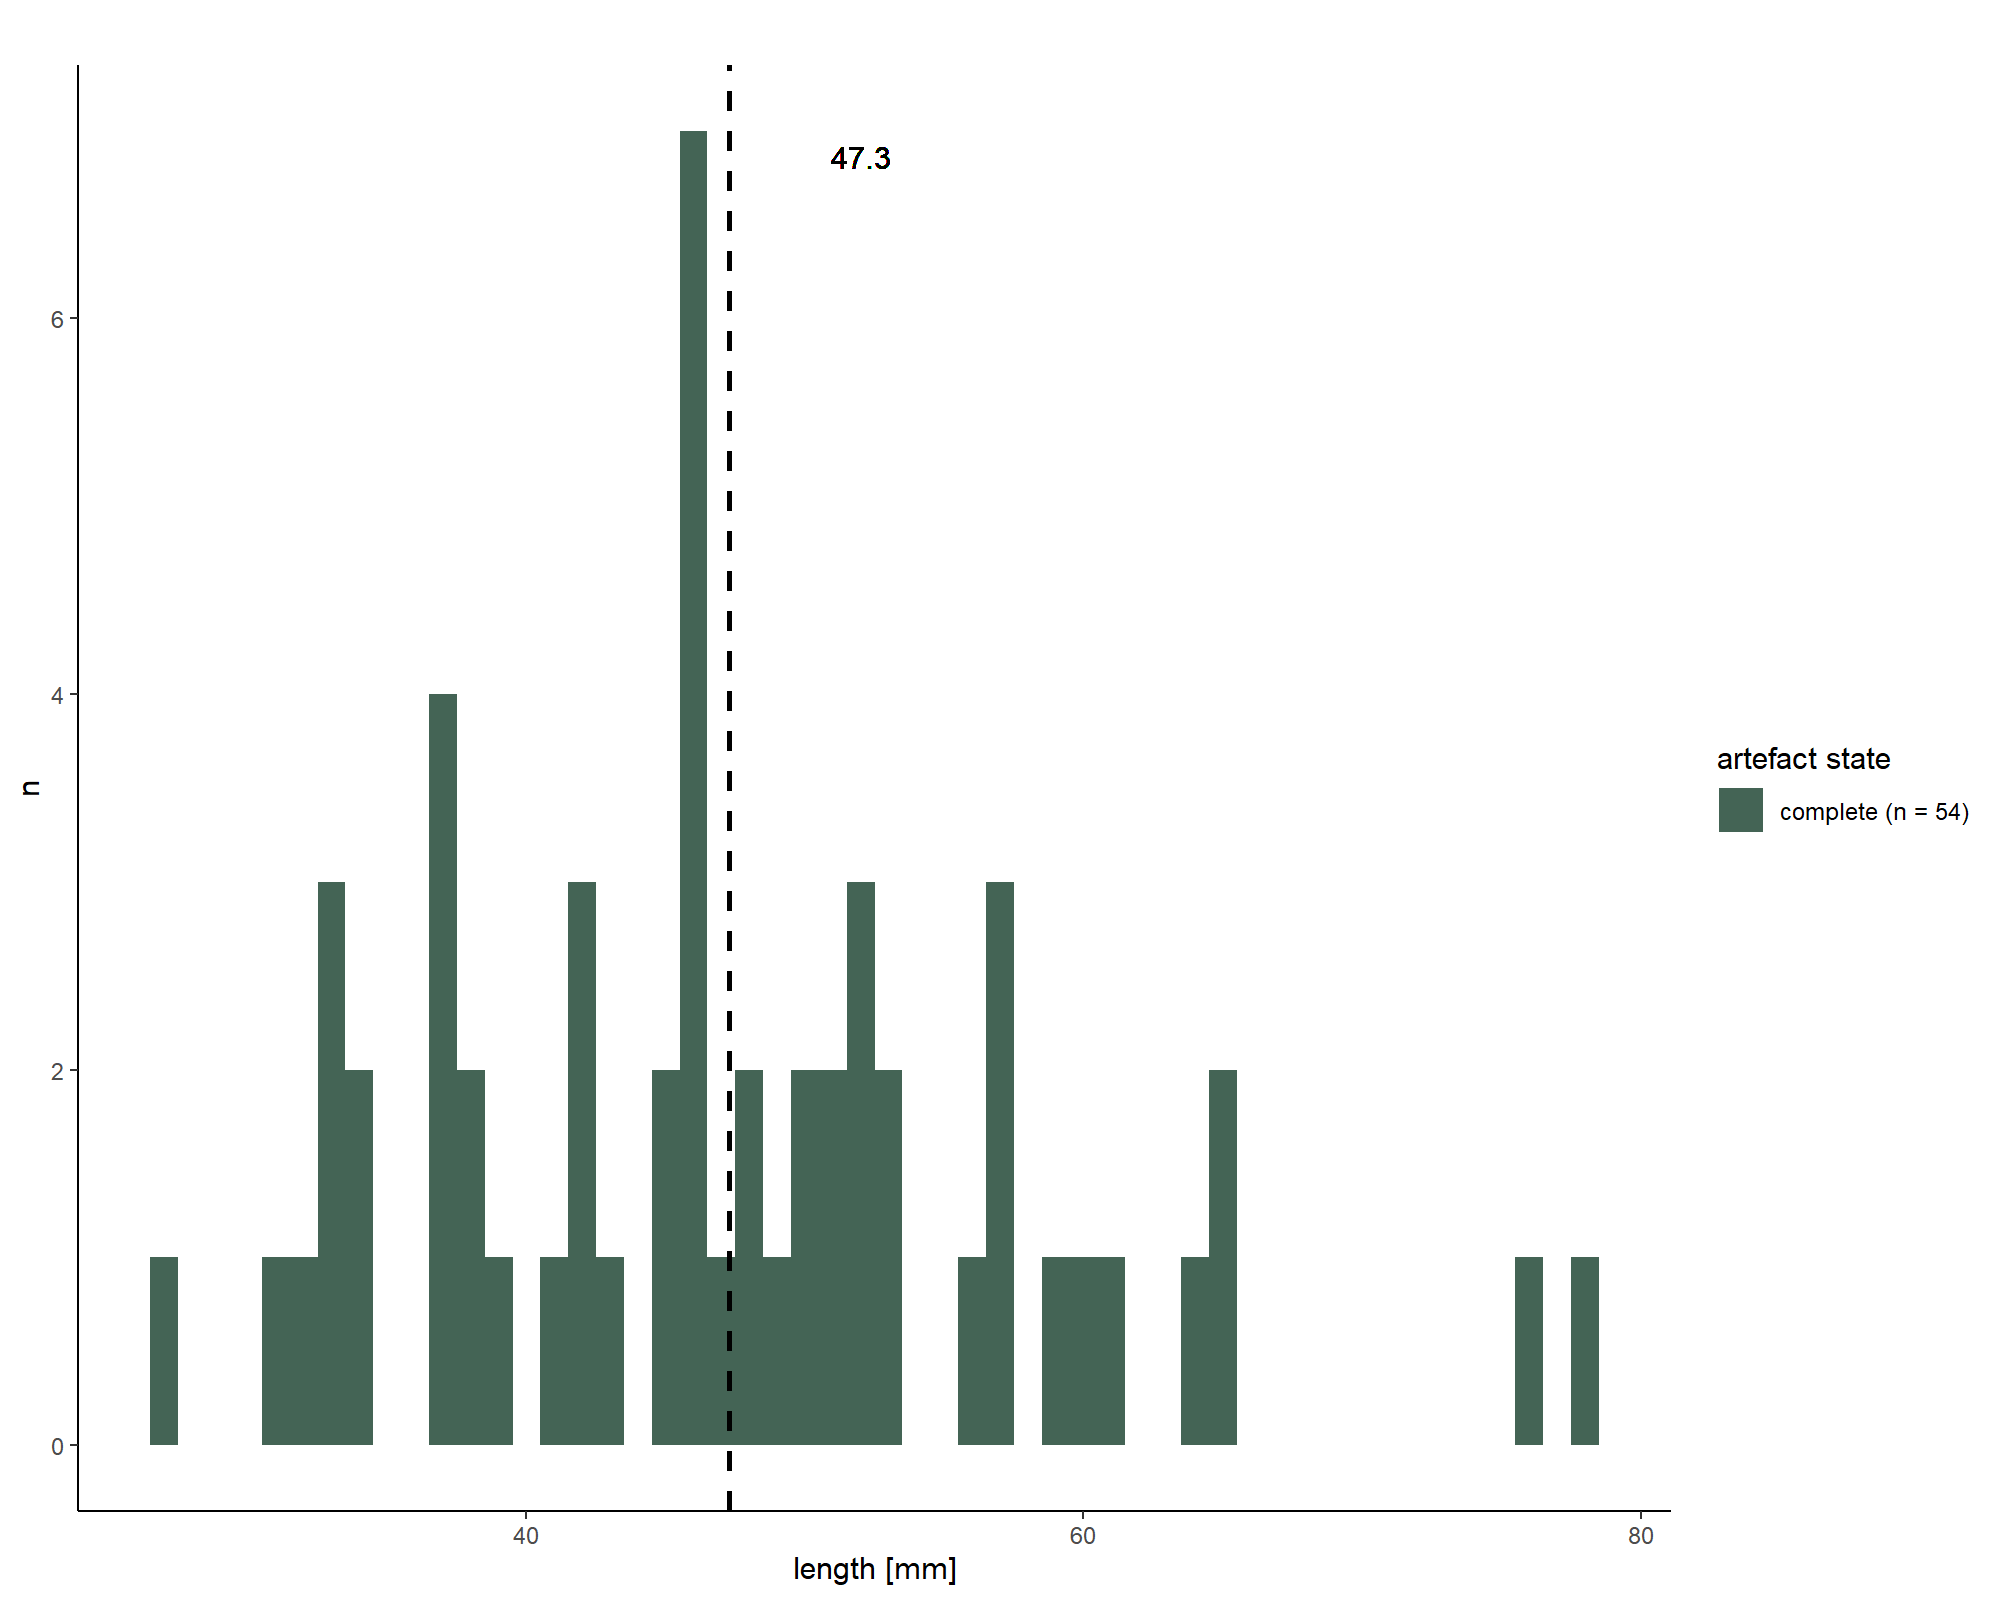 47.3
6
4
2
0
n
40 60 80
length [mm]
artefact state
complete (n = 54)